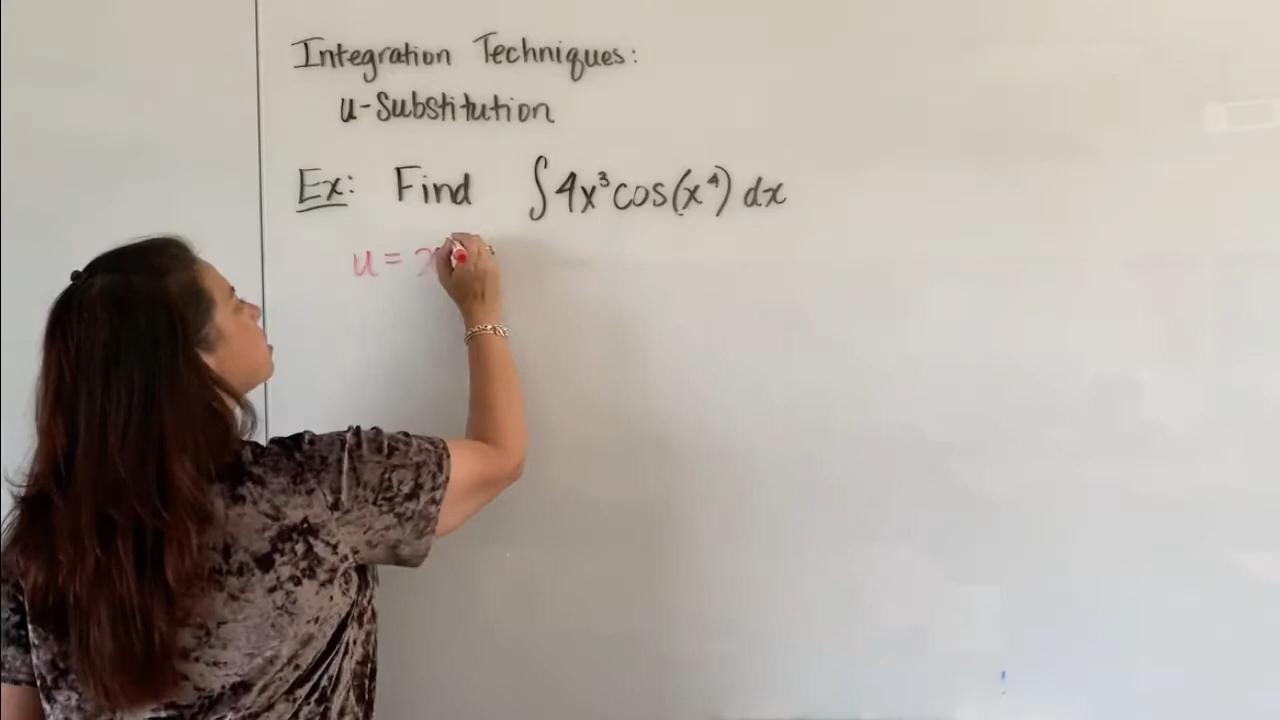 Integration Techniques:
u-Substitution
Ex: Find ∫4x³cos(x⁴) dx
u = x